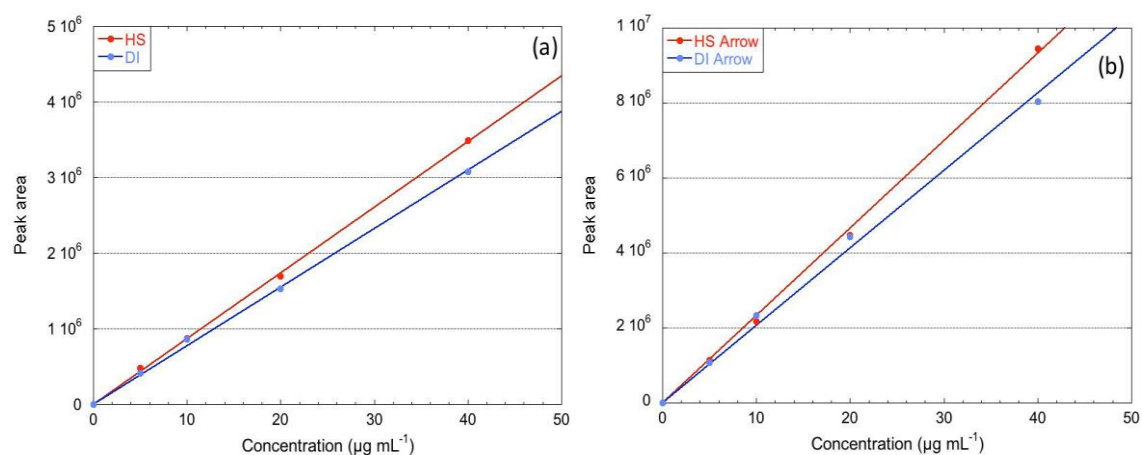 5 10⁶
HS
DI
(a)
4 10⁶
3 10⁶
2 10⁶
1 10⁶
0
Peak area
0 10 20 30 40 50
Concentration (µg mL⁻¹)
1 10⁷
HS Arrow
DI Arrow
(b)
8 10⁶
6 10⁶
4 10⁶
2 10⁶
0
Peak area
0 10 20 30 40 50
Concentration (µg mL⁻¹)